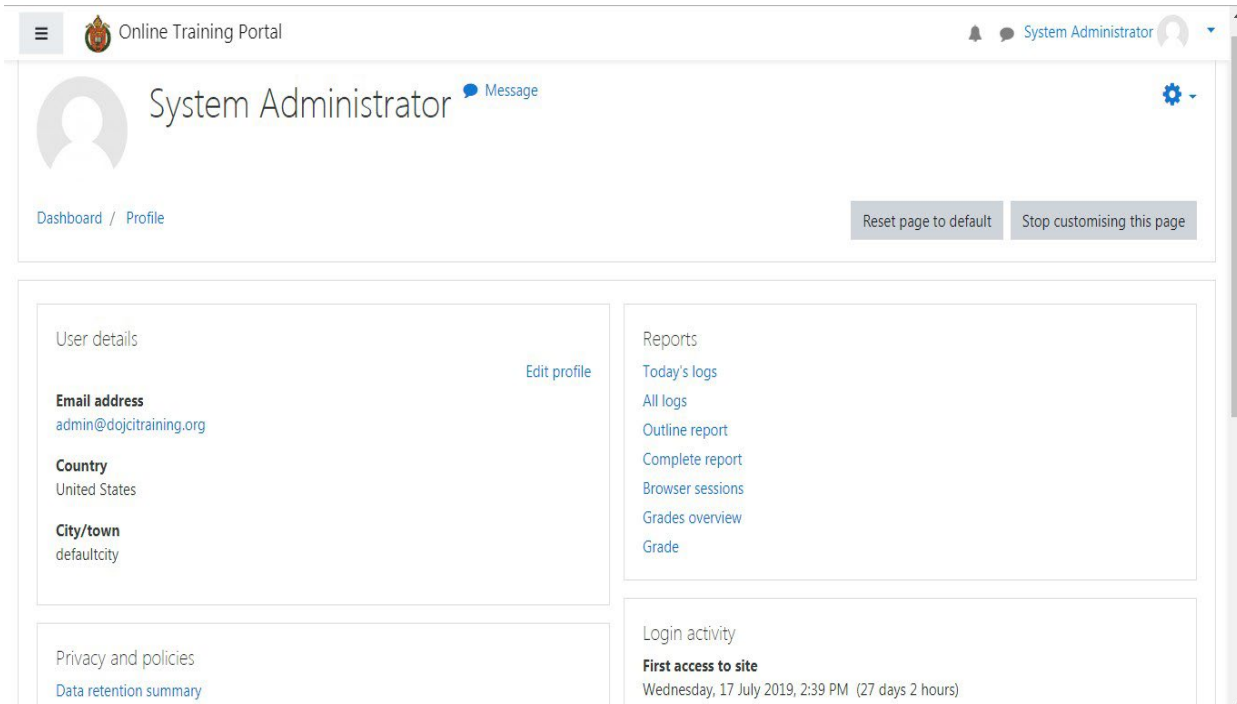 Online Training Portal
System Administrator
System Administrator
Message
Dashboard / Profile
Reset page to default
Stop customising this page
User details
Edit profile
Email address
admin@dojcitraining.org
Country
United States
City/town
defaultcity
Privacy and policies
Data retention summary
Reports
Today's logs
All logs
Outline report
Complete report
Browser sessions
Grades overview
Grade
Login activity
First access to site
Wednesday, 17 July 2019, 2:39 PM (27 days 2 hours)